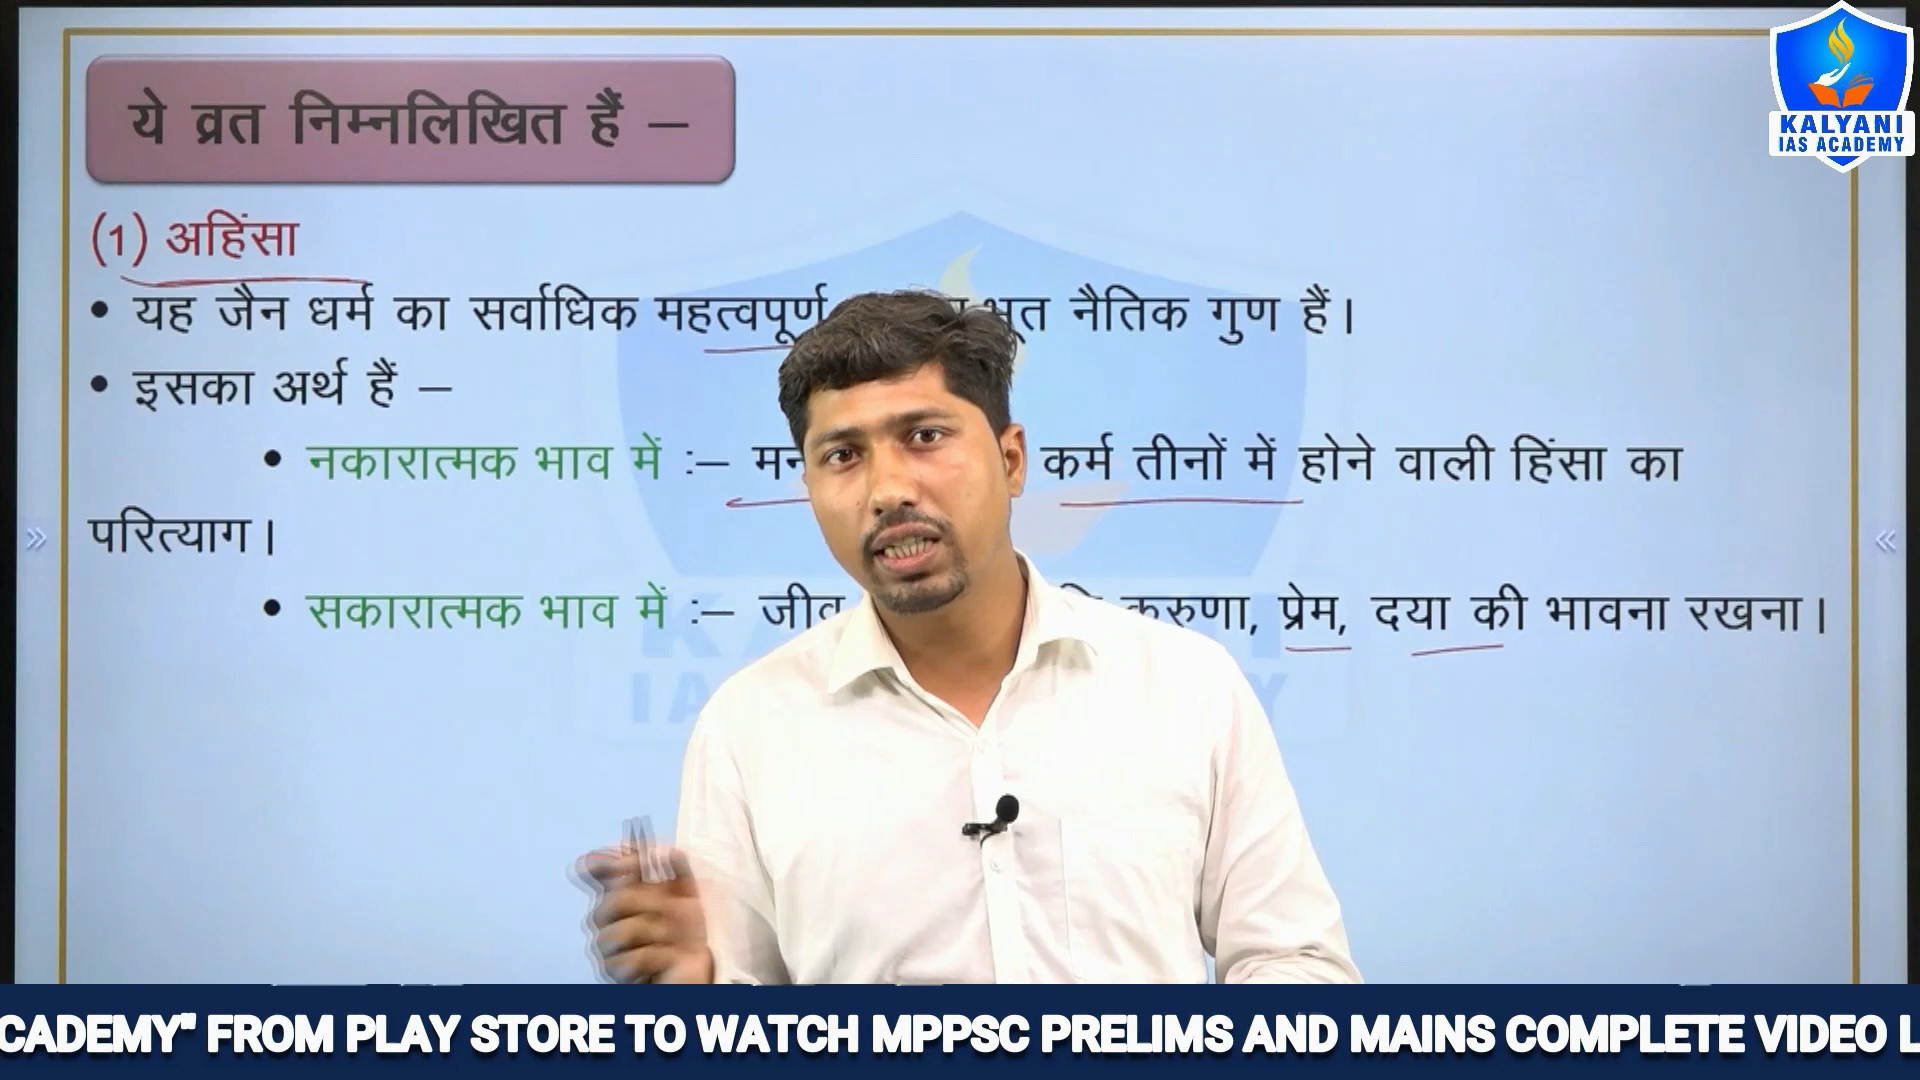 ये व्रत निम्नलिखित हैं –
KALYANI
IAS ACADEMY
(1) अहिंसा
• यह जैन धर्म का सर्वाधिक महत्वपूर्ण नैतिक गुण हैं।
• इसका अर्थ हैं –
• नकारात्मक भाव में :– कर्म तीनों में होने वाली हिंसा का
परित्याग।
• सकारात्मक भाव में :– करुणा, प्रेम, दया की भावना रखना।
CADEMY" FROM PLAY STORE TO WATCH MPPSC PRELIMS AND MAINS COMPLETE VIDEO L